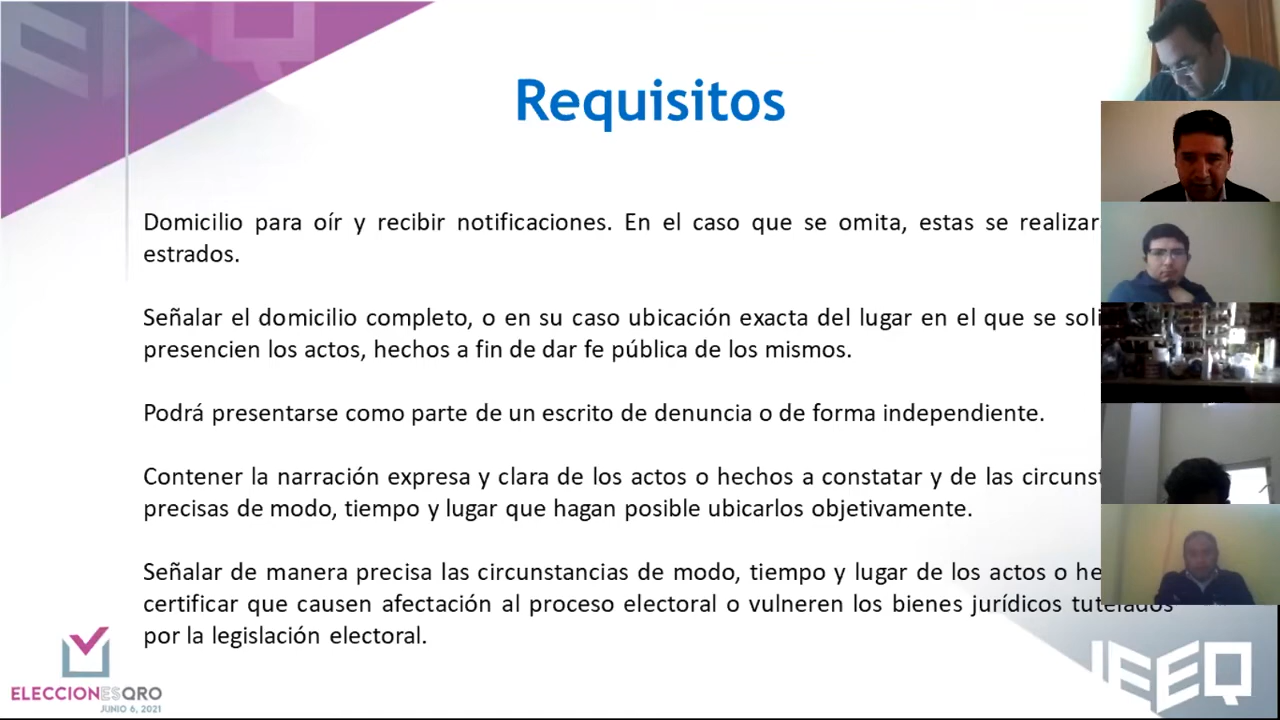 Requisitos
Domicilio para oír y recibir notificaciones. En el caso que se omita, estas se
estrados.
Señalar el domicilio completo, o en su caso ubicación exacta del lugar en el que se
presencien los actos, hechos a fin de dar fe pública de los mismos.
Podrá presentarse como parte de un escrito de denuncia o de forma independiente.
Contener la narración expresa y clara de los actos o hechos a constatar y de las
precisas de modo, tiempo y lugar que hagan posible ubicarlos objetivamente.
Señalar de manera precisa las circunstancias de modo, tiempo y lugar de los actos o
certificar que causen afectación al proceso electoral o vulneren los bienes jurídicos tutelados
por la legislación electoral.
ELECCIONESQRO
JUNIO 6, 2021
IEEQ